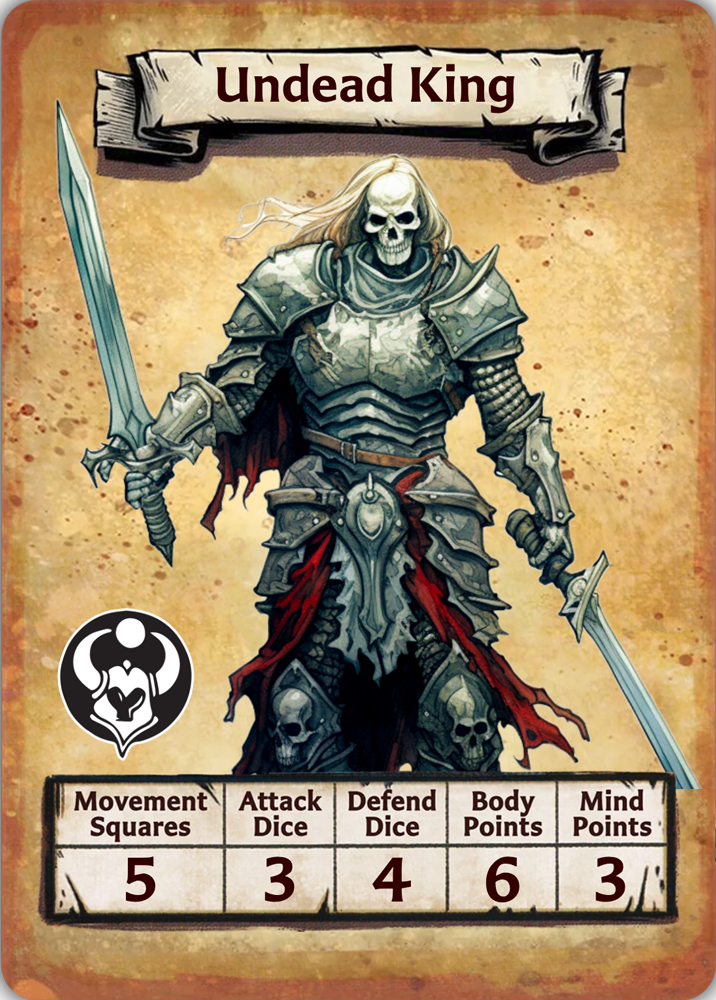 Undead King
Movement Squares
Attack Dice
Defend Dice
Body Points
Mind Points
5 3 4 6 3